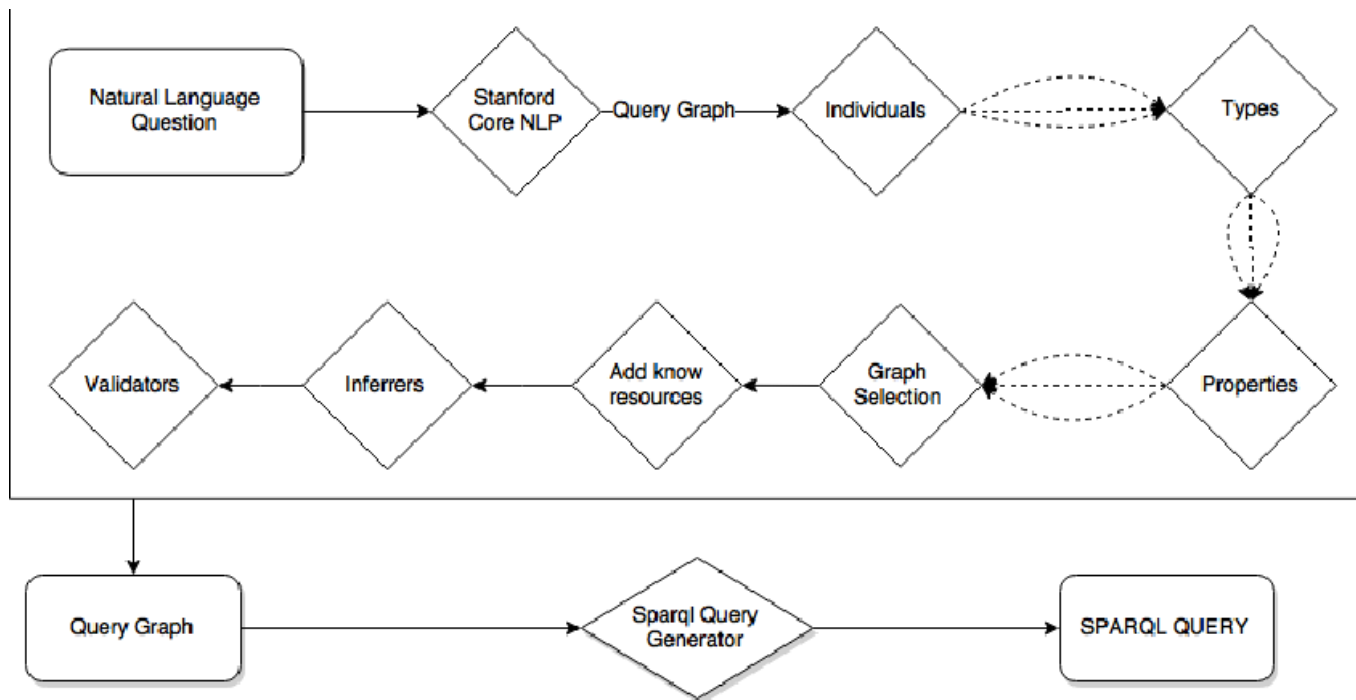 Natural Language
Question
Stanford
Core NLP
Query Graph
Individuals
Types
Validators
Inferrers
Add know
resources
Graph
Selection
Properties
Query Graph
Sparql Query
Generator
SPARQL QUERY